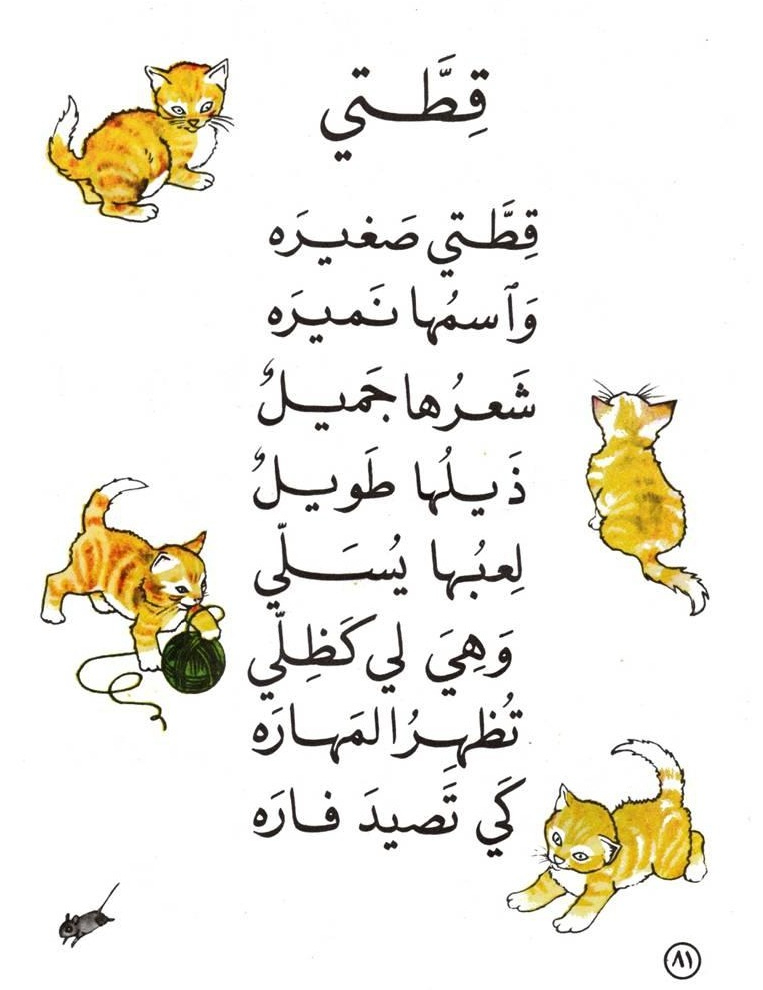 قِطَّتي
قِطَّتي صَغيرَه
وَٱسمُها نَميرَه
شَعرُها جَميلٌ
ذَيلُها طَويلٌ
لِعبُها يُسَلّي
وَهِيَ لي كَظِلّي
تُظهِرُ المَهارَه
كَي تَصيدَ فارَه
٨١